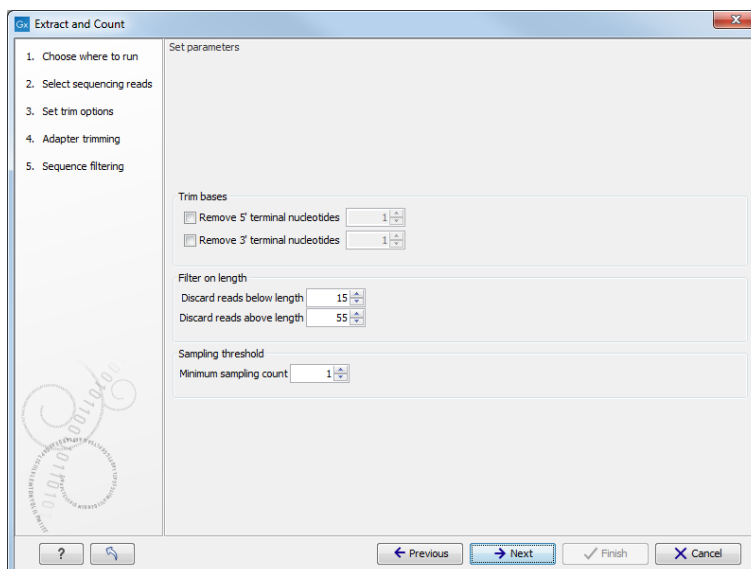 Gx Extract and Count
1. Choose where to run
2. Select sequencing reads
3. Set trim options
4. Adapter trimming
5. Sequence filtering
Set parameters
Trim bases
Remove 5' terminal nucleotides 1
Remove 3' terminal nucleotides 1
Filter on length
Discard reads below length 15
Discard reads above length 55
Sampling threshold
Minimum sampling count 1
? Previous Next Finish Cancel